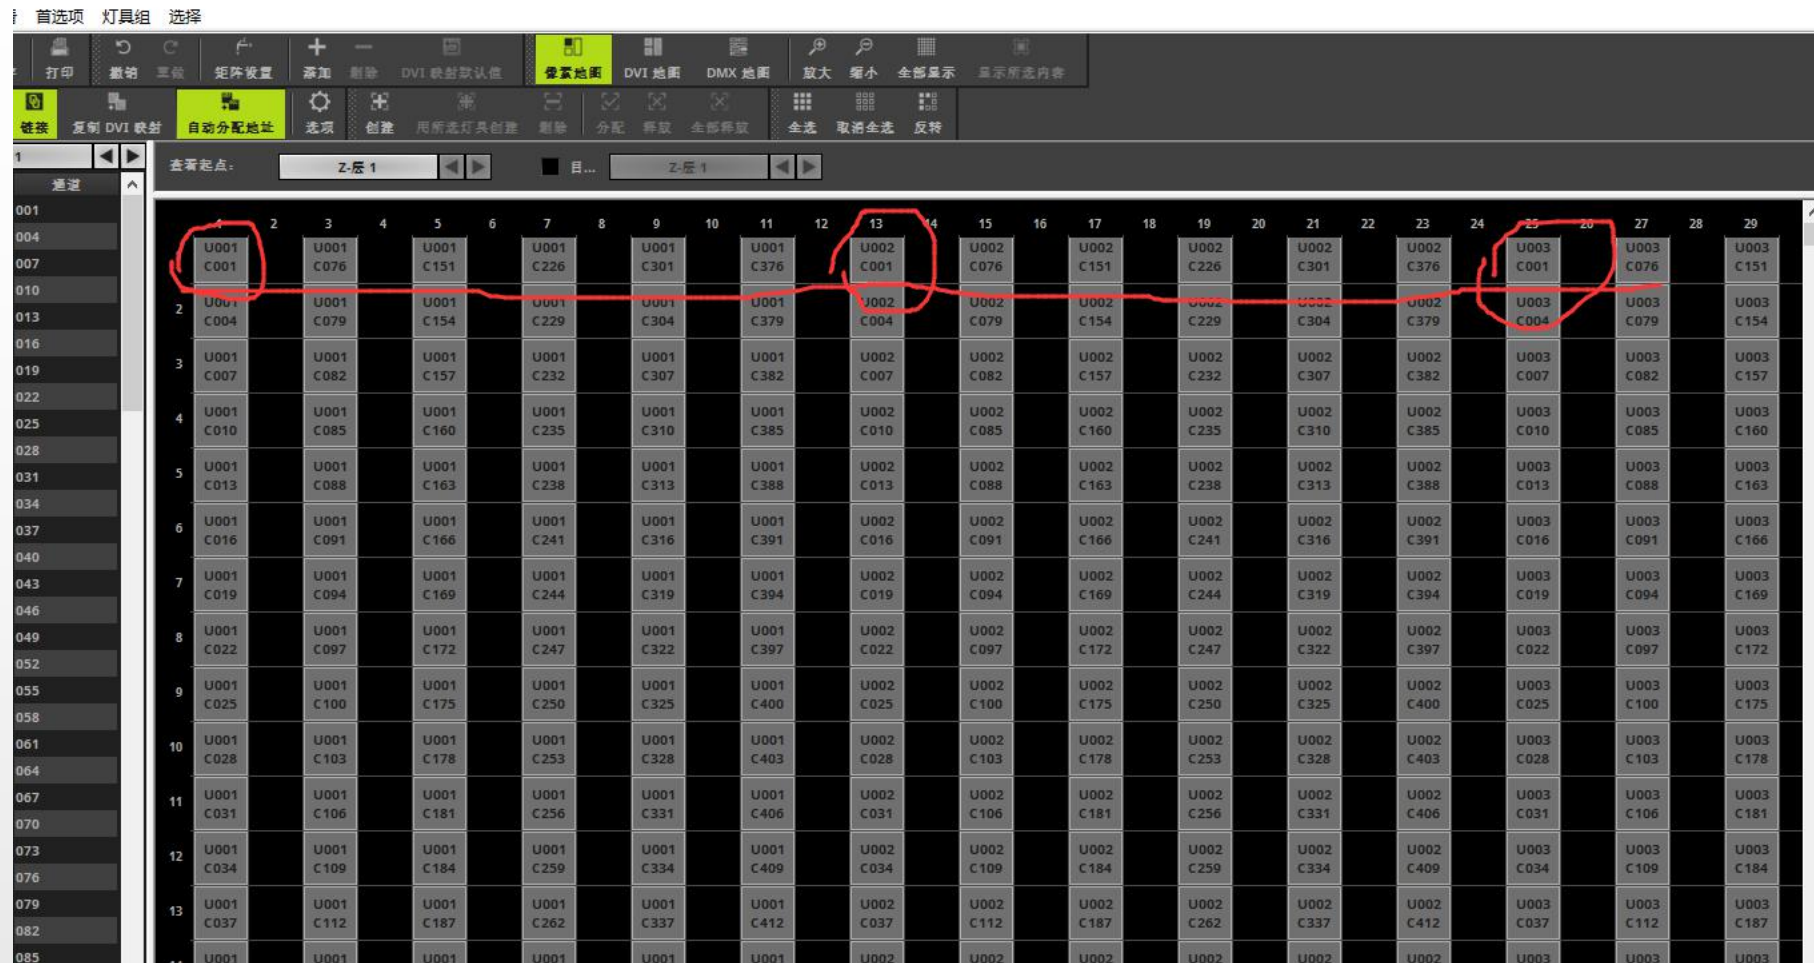 首选项 灯具组 选择
打印 撤销 重做 矩阵设置 添加 删除 DVI 映射默认值 像素地图 DVI 地图 DMX 地图 放大 缩小 全部显示 显示所选内容
链接 复制 DVI 映射 自动分配地址 选项 创建 用所选灯具创建 删除 分配 释放 全部释放 全选 取消全选 反转
1 查看起点: Z-层 1 目... Z-层 1
通道
001
004
007
010
013
016
019
022
025
028
031
034
037
040
043
046
049
052
055
058
061
064
067
070
073
076
079
082
085
1 2 3 4 5 6 7 8 9 10 11 12 13 14 15 16 17 18 19 20 21 22 23 24 25 26 27 28 29
U001 U001 U001 U001 U001 U001 U002 U002 U002 U002 U002 U002 U003 U003 U003
C001 C076 C151 C226 C301 C376 C001 C076 C151 C226 C301 C376 C001 C076 C151
2 U001 U001 U001 U001 U001 U001 U002 U002 U002 U002 U002 U002 U003 U003 U003
C004 C079 C154 C229 C304 C379 C004 C079 C154 C229 C304 C379 C004 C079 C154
3 U001 U001 U001 U001 U001 U001 U002 U002 U002 U002 U002 U002 U003 U003 U003
C007 C082 C157 C232 C307 C382 C007 C082 C157 C232 C307 C382 C007 C082 C157
4 U001 U001 U001 U001 U001 U001 U002 U002 U002 U002 U002 U002 U003 U003 U003
C010 C085 C160 C235 C310 C385 C010 C085 C160 C235 C310 C385 C010 C085 C160
5 U001 U001 U001 U001 U001 U001 U002 U002 U002 U002 U002 U002 U003 U003 U003
C013 C088 C163 C238 C313 C388 C013 C088 C163 C238 C313 C388 C013 C088 C163
6 U001 U001 U001 U001 U001 U001 U002 U002 U002 U002 U002 U002 U003 U003 U003
C016 C091 C166 C241 C316 C391 C016 C091 C166 C241 C316 C391 C016 C091 C166
7 U001 U001 U001 U001 U001 U001 U002 U002 U002 U002 U002 U002 U003 U003 U003
C019 C094 C169 C244 C319 C394 C019 C094 C169 C244 C319 C394 C019 C094 C169
8 U001 U001 U001 U001 U001 U001 U002 U002 U002 U002 U002 U002 U003 U003 U003
C022 C097 C172 C247 C322 C397 C022 C097 C172 C247 C322 C397 C022 C097 C172
9 U001 U001 U001 U001 U001 U001 U002 U002 U002 U002 U002 U002 U003 U003 U003
C025 C100 C175 C250 C325 C400 C025 C100 C175 C250 C325 C400 C025 C100 C175
10 U001 U001 U001 U001 U001 U001 U002 U002 U002 U002 U002 U002 U003 U003 U003
C028 C103 C178 C253 C328 C403 C028 C103 C178 C253 C328 C403 C028 C103 C178
11 U001 U001 U001 U001 U001 U001 U002 U002 U002 U002 U002 U002 U003 U003 U003
C031 C106 C181 C256 C331 C406 C031 C106 C181 C256 C331 C406 C031 C106 C181
12 U001 U001 U001 U001 U001 U001 U002 U002 U002 U002 U002 U002 U003 U003 U003
C034 C109 C184 C259 C334 C409 C034 C109 C184 C259 C334 C409 C034 C109 C184
13 U001 U001 U001 U001 U001 U001 U002 U002 U002 U002 U002 U002 U003 U003 U003
C037 C112 C187 C262 C337 C412 C037 C112 C187 C262 C337 C412 C037 C112 C187
U001 U001 U001 U001 U001 U001 U002 U002 U002 U002 U002 U002 U003 U003 U003